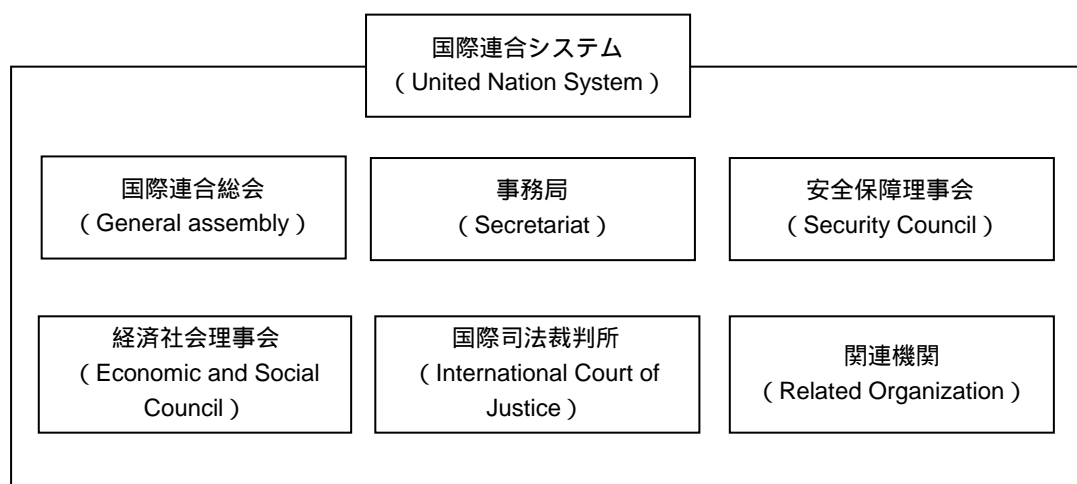 国際連合システム
（United Nation System）
国際連合総会
（General assembly）
事務局
（Secretariat）
安全保障理事会
（Security Council）
経済社会理事会
（Economic and Social
Council）
国際司法裁判所
（International Court of
Justice）
関連機関
（Related Organization）